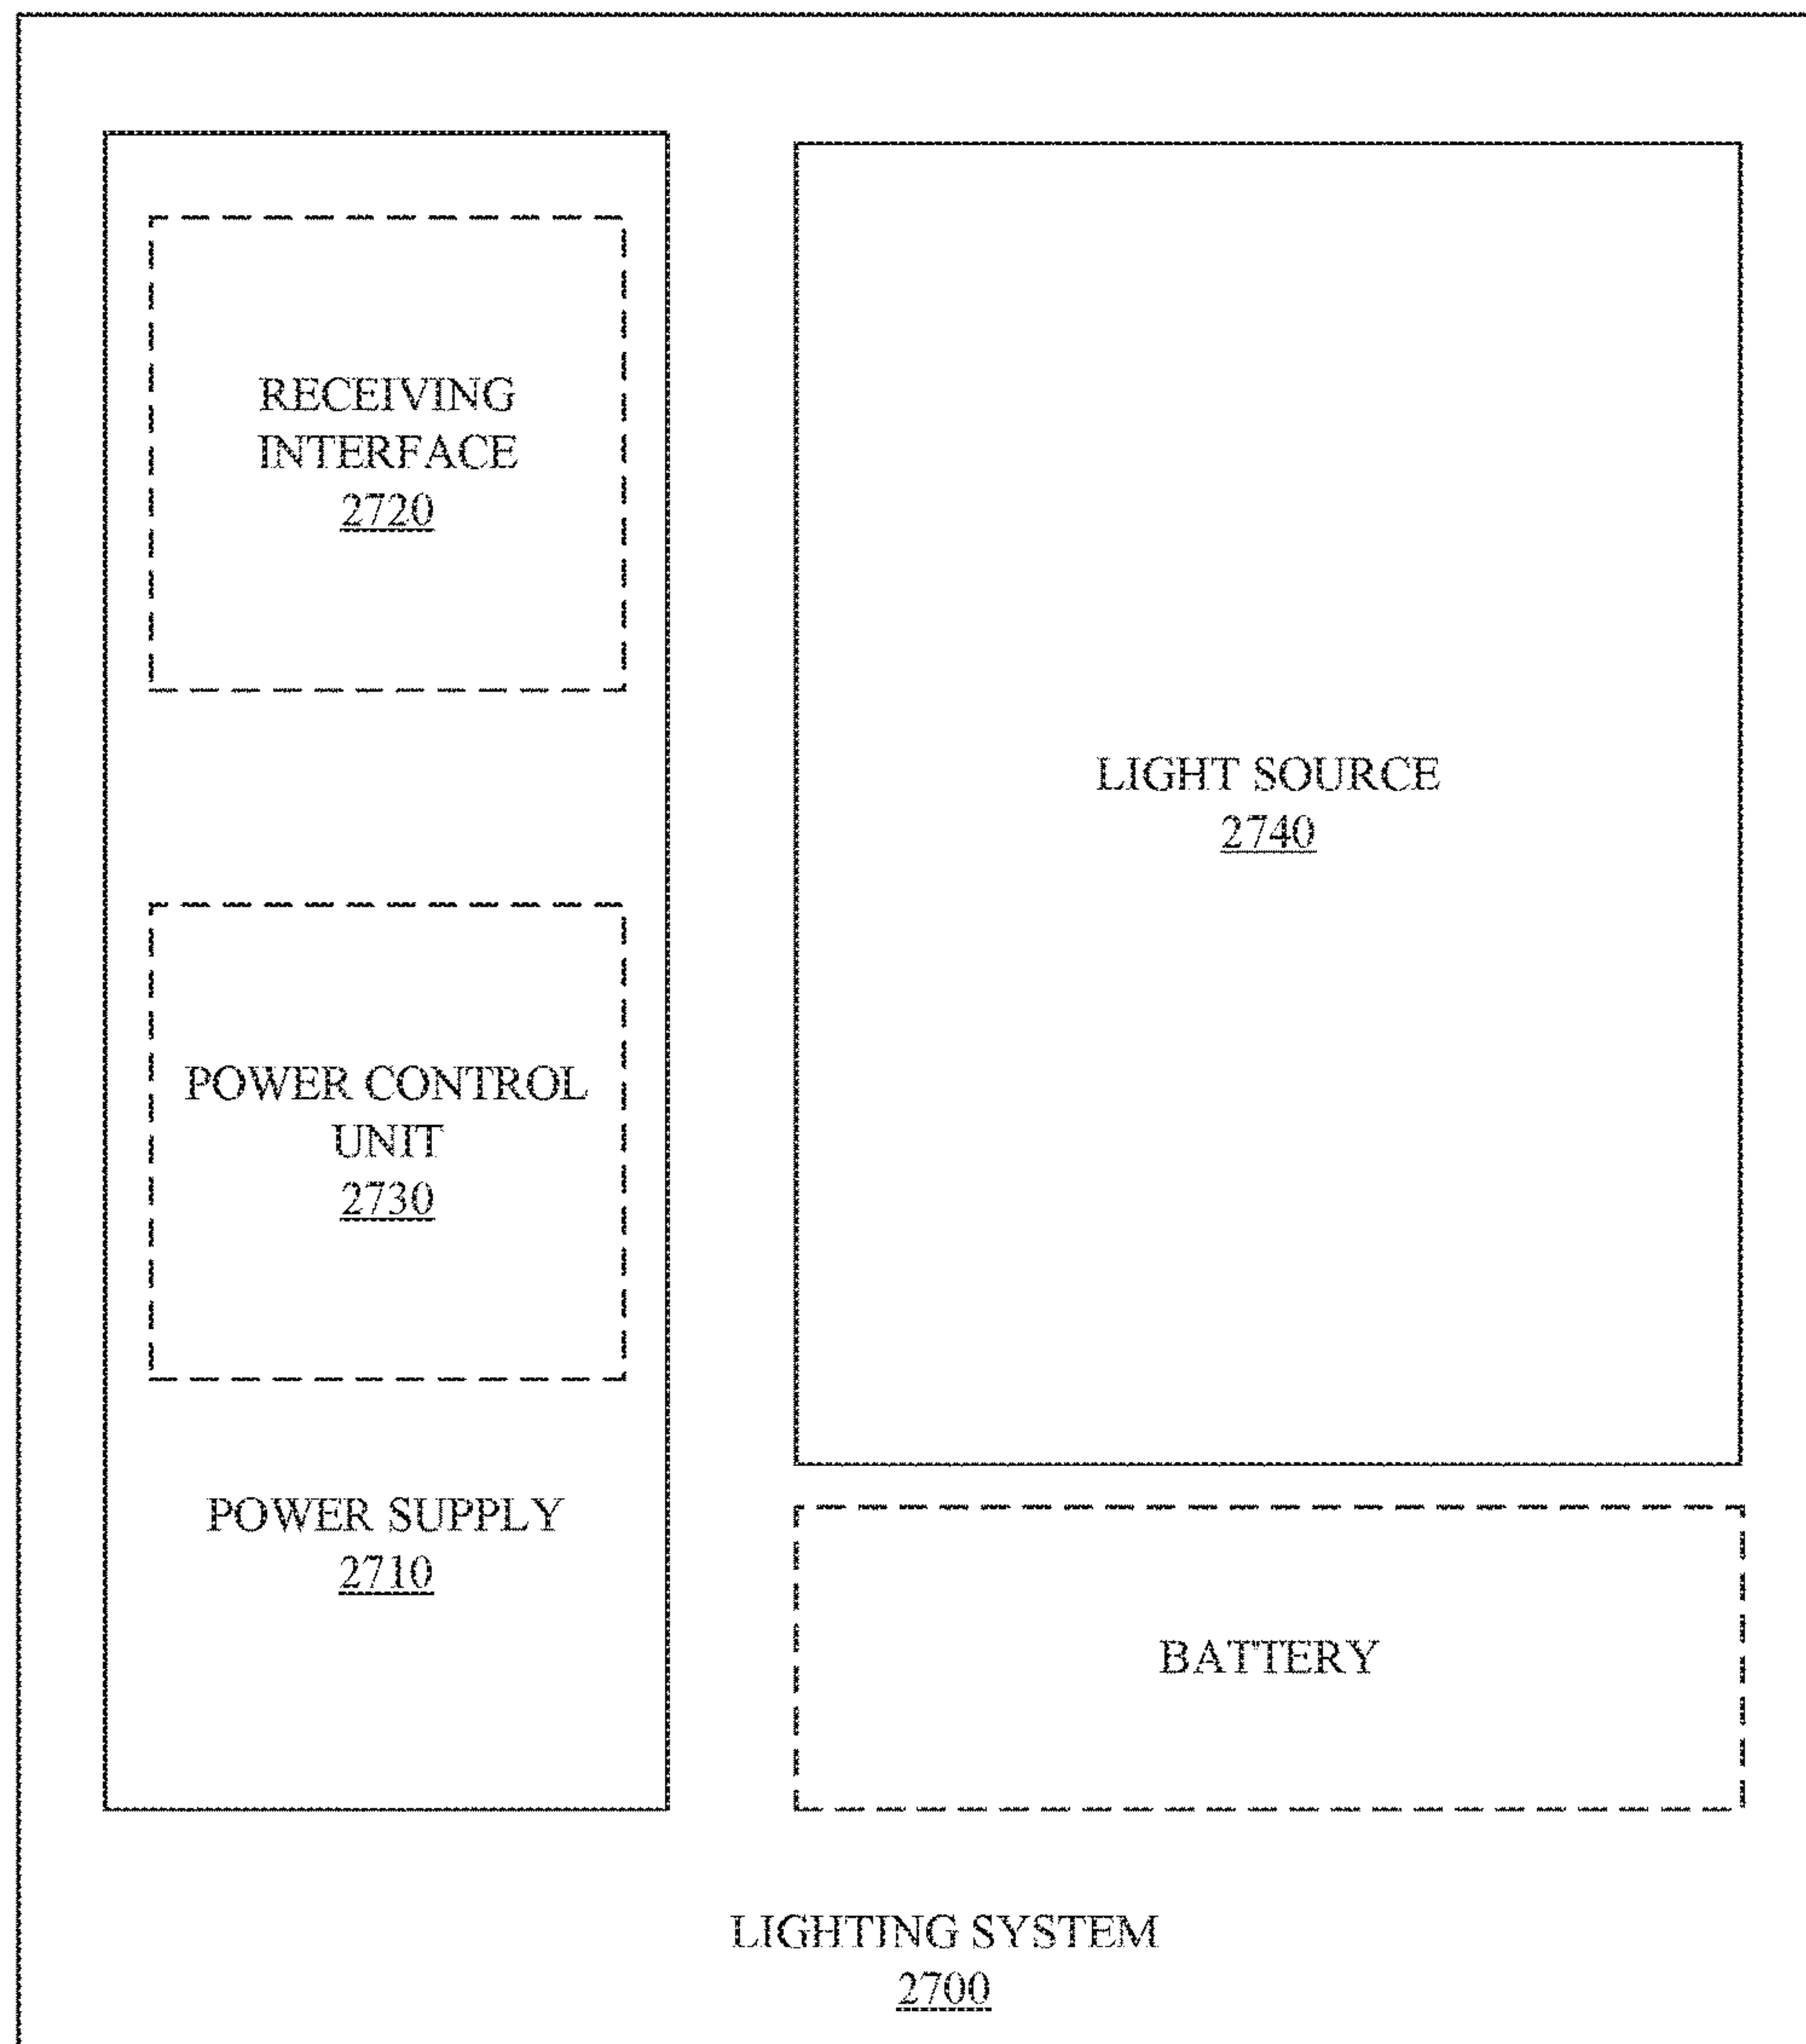 RECEIVING
INTERFACE
2720
POWER CONTROL
UNIT
2730
POWER SUPPLY
2710
LIGHT SOURCE
2740
BATTERY
LIGHTING SYSTEM
2700